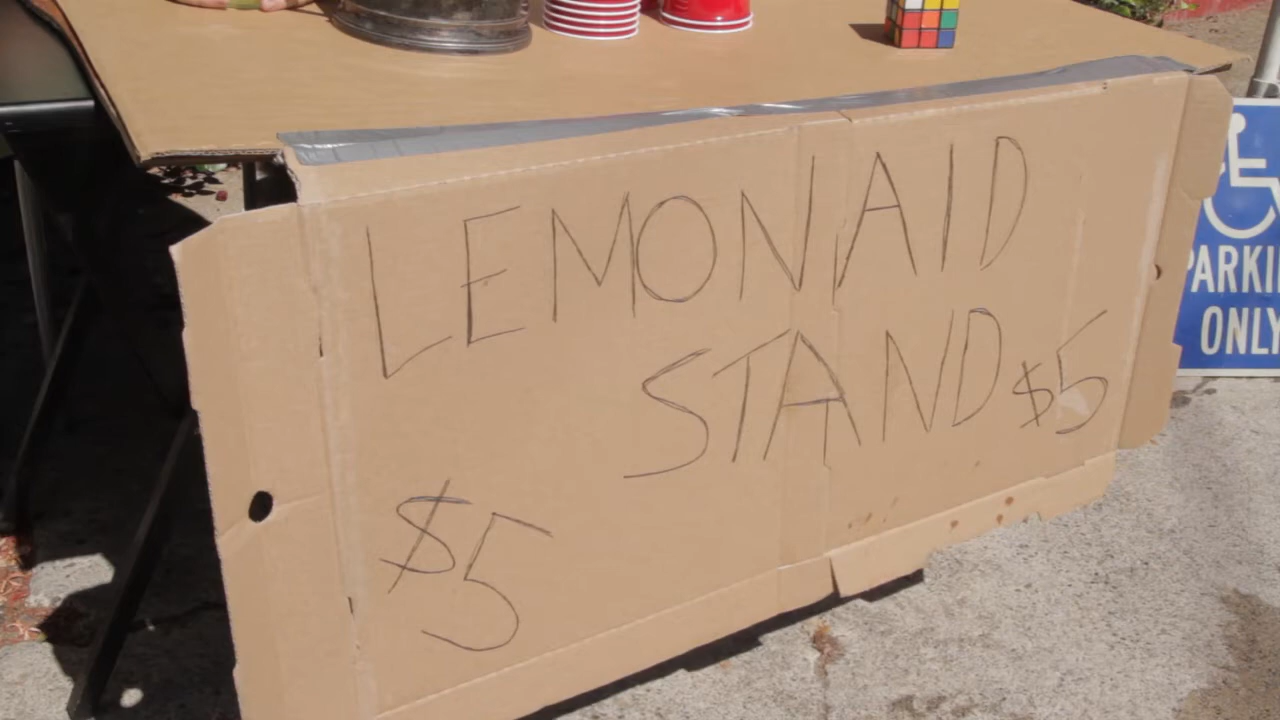 LEMONAID
STAND $5
$5
PARKI
ONLY